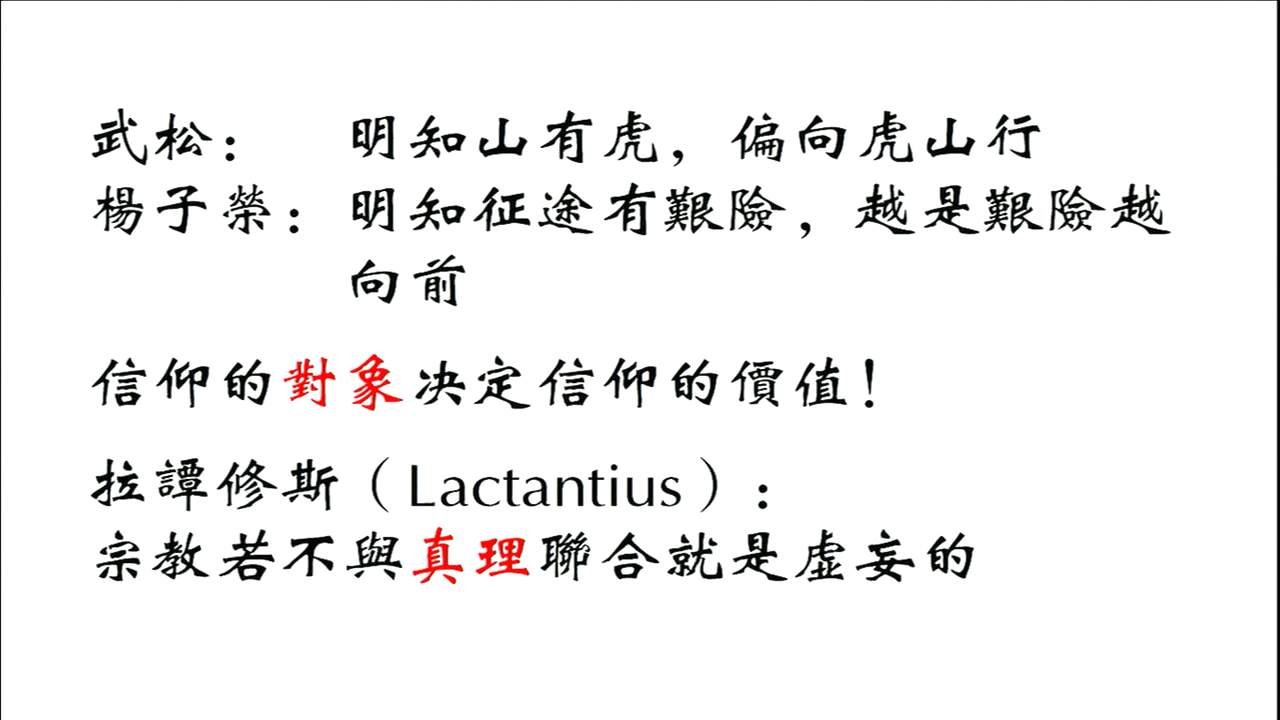 武松：　明知山有虎，偏向虎山行
楊子榮：明知征途有艱險，越是艱險越
向前
信仰的對象決定信仰的價值！
拉譚修斯（Lactantius）：
宗教若不與真理聯合就是虛妄的